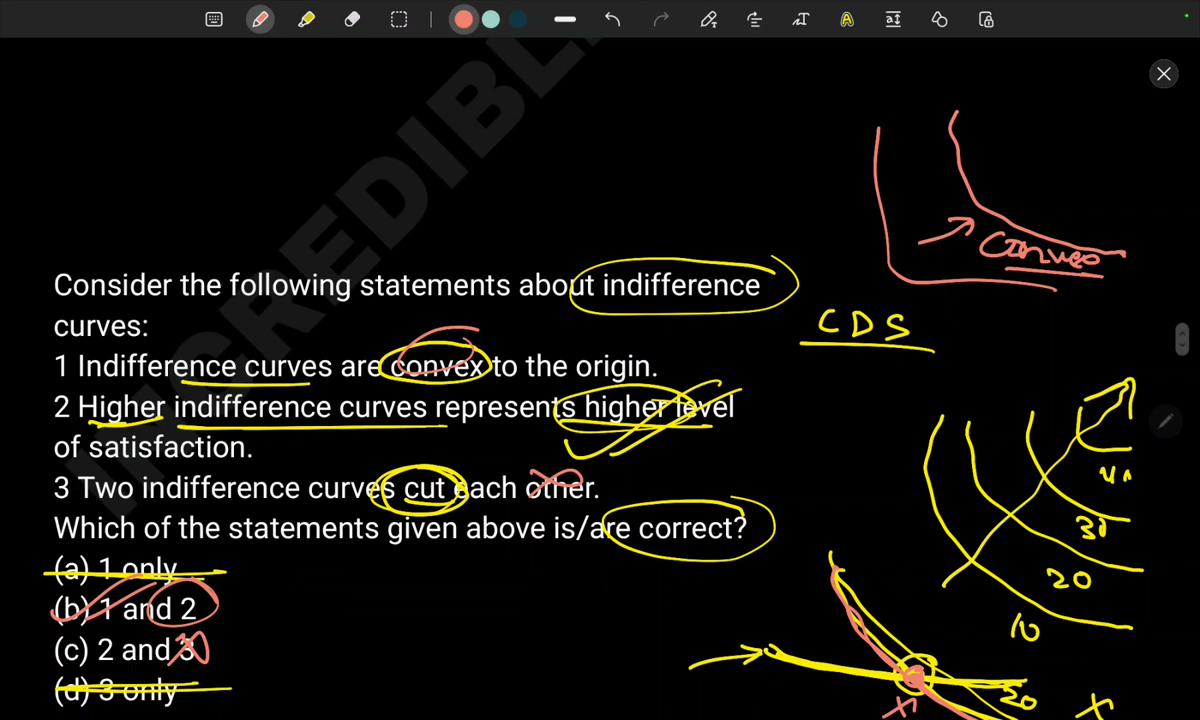 INCREDIBL
Consider the following statements about indifference
curves:
1 Indifference curves are convex to the origin.
2 Higher indifference curves represents higher level
of satisfaction.
3 Two indifference curves cut each other.
Which of the statements given above is/are correct?
(a) 1 only
(b) 1 and 2
(c) 2 and 3
(d) 3 only
CDS
30
20
10
20